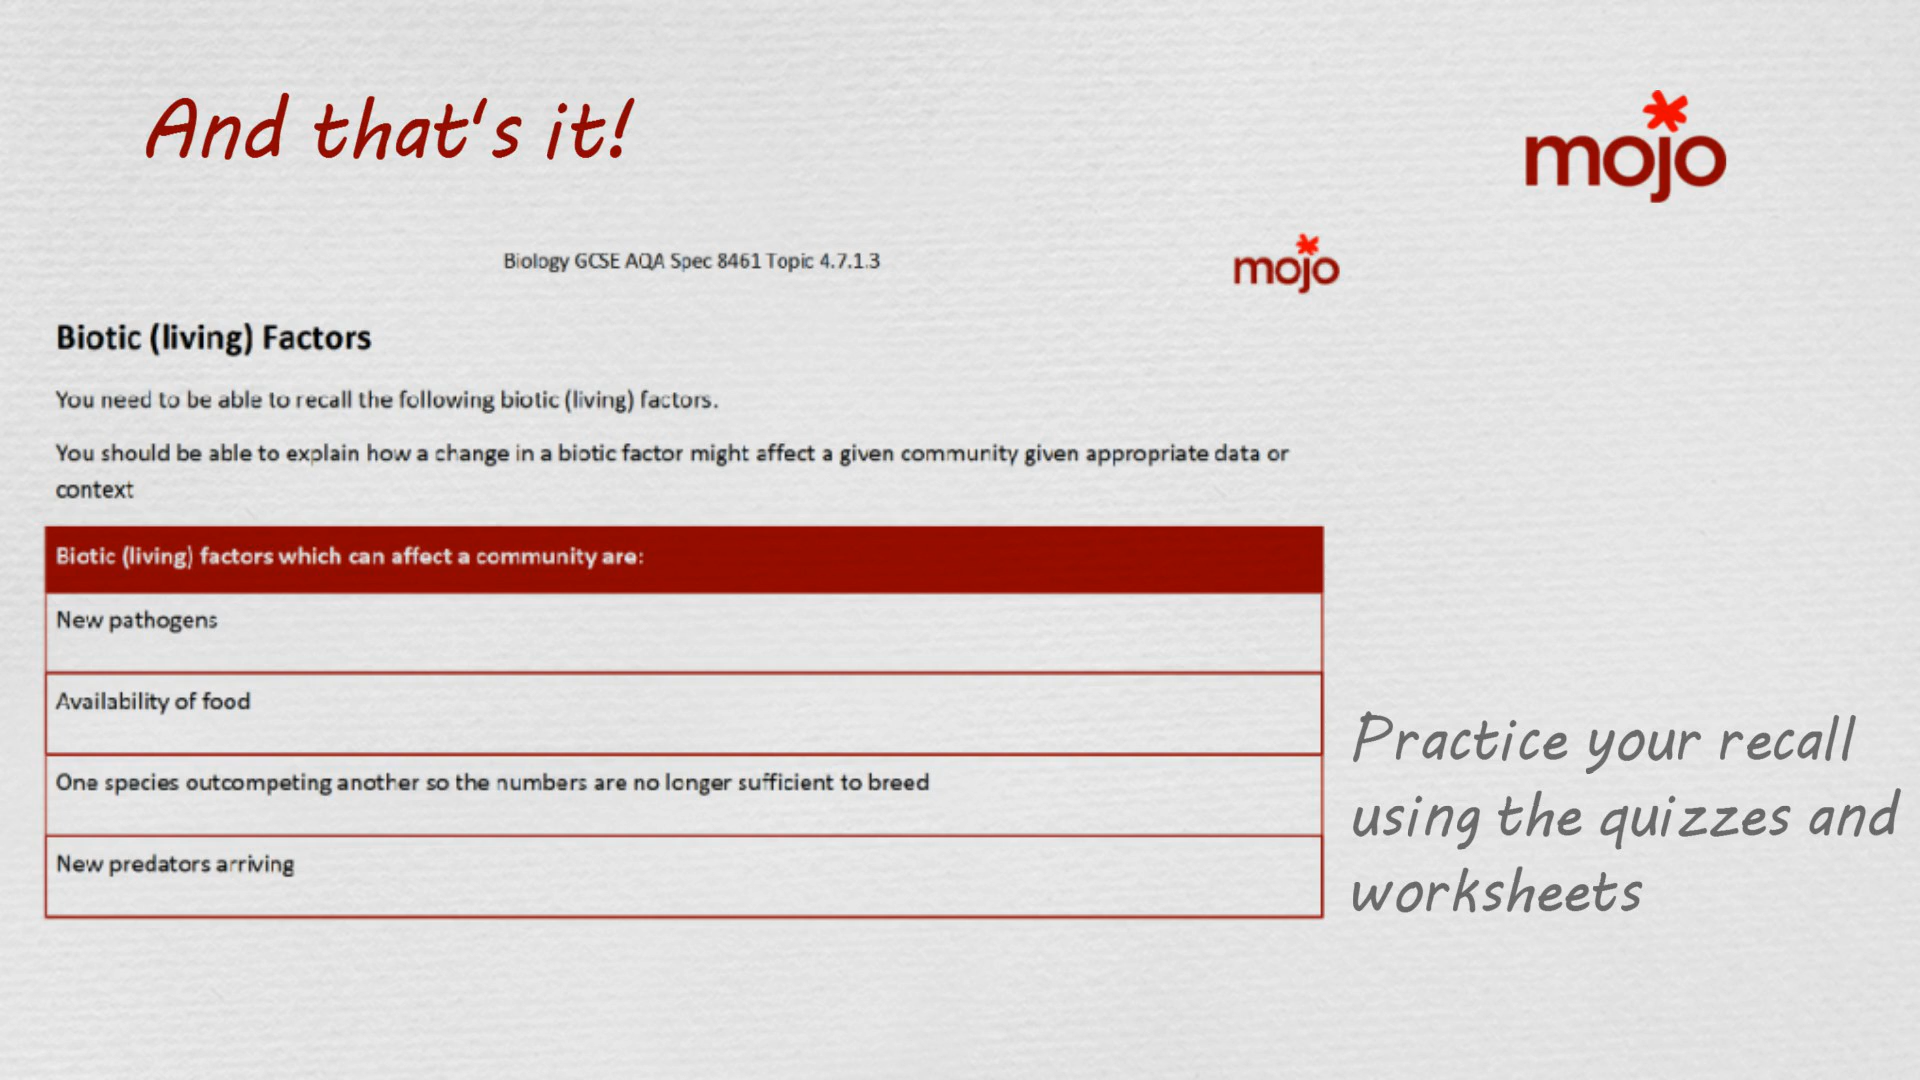 And that's it!
mojo
Biology GCSE AQA Spec 8461 Topic 4.7.1.3
mojo
Biotic (living) Factors
You need to be able to recall the following biotic (living) factors.
You should be able to explain how a change in a biotic factor might affect a given community given appropriate data or
context
Biotic (living) factors which can affect a community are:
New pathogens
Availability of food
One species outcompeting another so the numbers are no longer sufficient to breed
New predators arriving
Practice your recall
using the quizzes and
worksheets